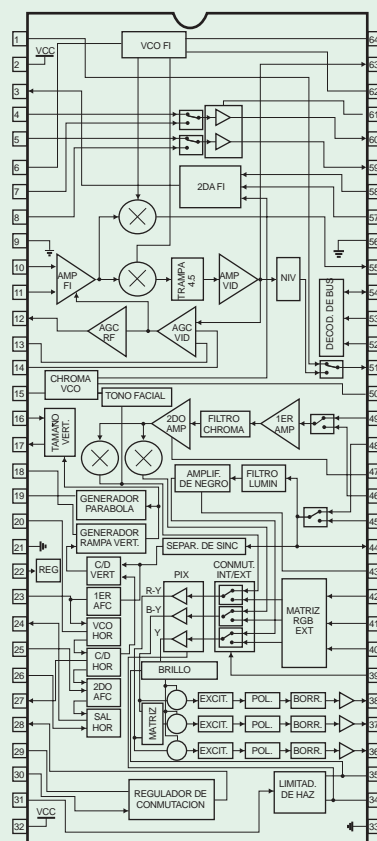 1
VCO FI
64
2
VCC
63
3
62
4
61
5
60
6
59
7
2DA FI
58
8
57
9
56
10
AMP
FI
TRAMPA
4.5
AMP
VID
NIV
55
11
DECOD. DE BUS
54
12
AGC
RF
AGC
VID
53
13
52
14
51
15
CHROMA
VCO
TONO FACIAL
50
16
TAMAÑO
VERT.
2DO
AMP
FILTRO
CHROMA
1ER
AMP
49
17
48
18
AMPLIF.
DE NEGRO
FILTRO
LUMIN
47
19
GENERADOR
PARABOLA
46
20
GENERADOR
RAMPA VERT.
45
21
SEPAR. DE SINC
44
22
REG
C/D
VERT
PIX
CONMUT.
INT/EXT
43
23
1ER
AFC
R-Y
MATRIZ
RGB
EXT
42
24
VCO
HOR
B-Y
41
25
C/D
HOR
Y
40
26
2DO
AFC
BRILLO
39
27
SAL
HOR
MATRIZ
EXCIT.
POL.
BORR.
38
28
EXCIT.
POL.
BORR.
37
29
EXCIT.
POL.
BORR.
36
30
REGULADOR DE
CONMUTACION
LIMITAD.
DE HAZ
35
31
34
32
VCC
33